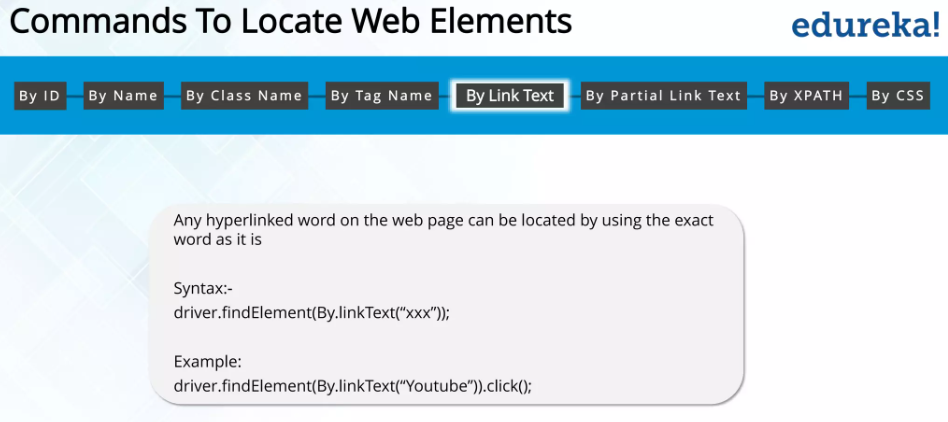 Commands To Locate Web Elements
edureka!
By ID
By Name
By Class Name
By Tag Name
By Link Text
By Partial Link Text
By XPATH
By CSS
Any hyperlinked word on the web page can be located by using the exact
word as it is
Syntax:-
driver.findElement(By.linkText(“xxx”));
Example:
driver.findElement(By.linkText(“Youtube”)).click();